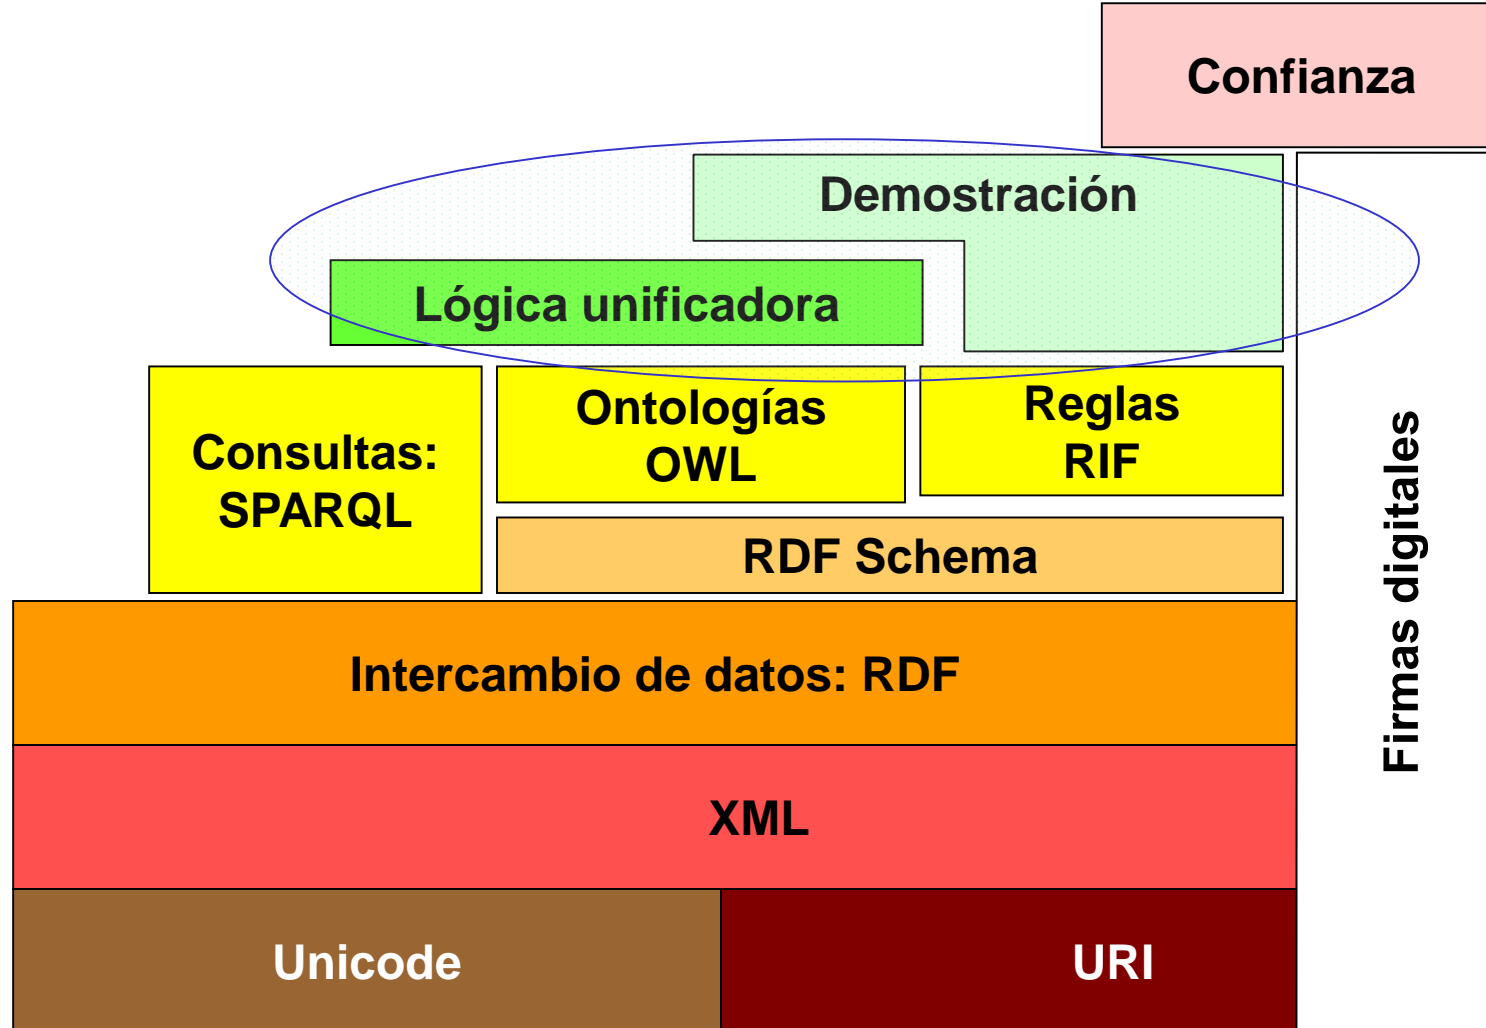 Confianza
Demostración
Lógica unificadora
Consultas:
SPARQL
Ontologías
OWL
Reglas
RIF
RDF Schema
Intercambio de datos: RDF
XML
Unicode
URI
Firmas digitales